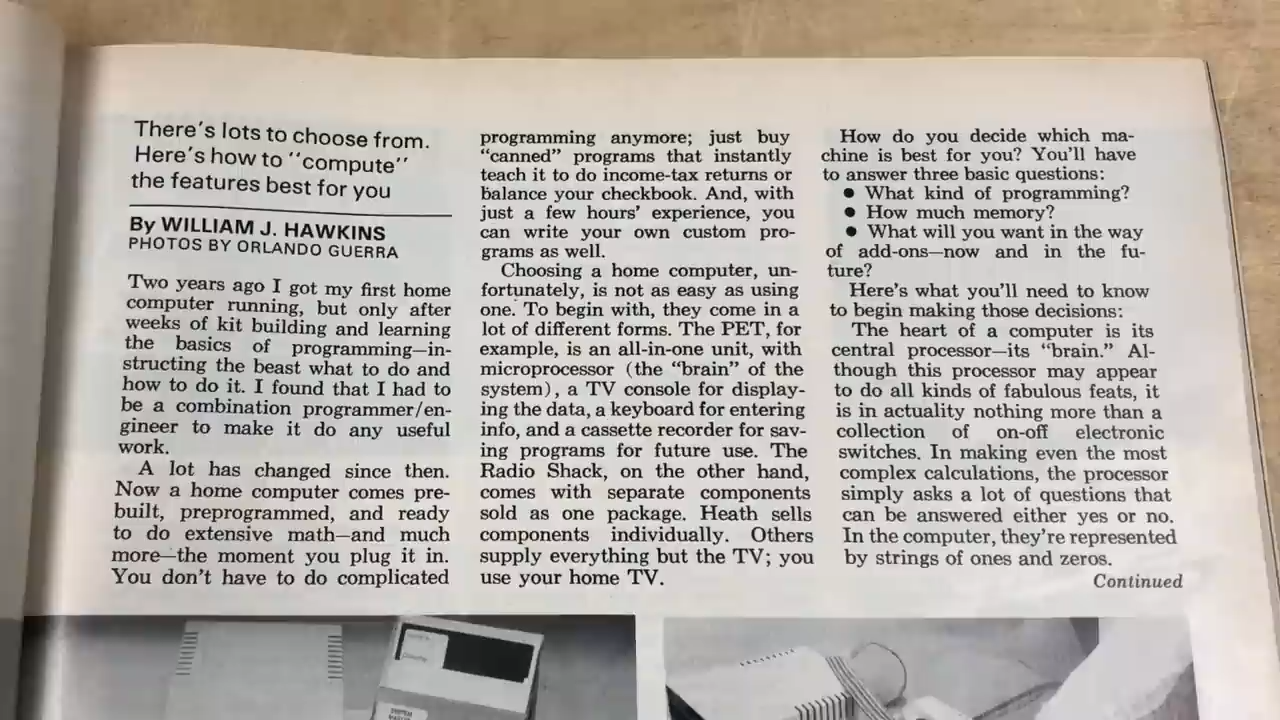 There's lots to choose from.
Here's how to "compute"
the features best for you
By WILLIAM J. HAWKINS
PHOTOS BY ORLANDO GUERRA
Two years ago I got my first home
computer running, but only after
weeks of kit building and learning
the basics of programming—in-
structing the beast what to do and
how to do it. I found that I had to
be a combination programmer/en-
gineer to make it do any useful
work.
A lot has changed since then.
Now a home computer comes pre-
built, preprogrammed, and ready
to do extensive math—and much
more—the moment you plug it in.
You don't have to do complicated
programming anymore; just buy
"canned" programs that instantly
teach it to do income-tax returns or
balance your checkbook. And, with
just a few hours' experience, you
can write your own custom pro-
grams as well.
Choosing a home computer, un-
fortunately, is not as easy as using
one. To begin with, they come in a
lot of different forms. The PET, for
example, is an all-in-one unit, with
microprocessor (the "brain" of the
system), a TV console for display-
ing the data, a keyboard for entering
info, and a cassette recorder for sav-
ing programs for future use. The
Radio Shack, on the other hand,
comes with separate components
sold as one package. Heath sells
components individually. Others
supply everything but the TV; you
use your home TV.
How do you decide which ma-
chine is best for you? You'll have
to answer three basic questions:
● What kind of programming?
● How much memory?
● What will you want in the way
of add-ons—now and in the fu-
ture?
Here's what you'll need to know
to begin making those decisions:
The heart of a computer is its
central processor—its "brain." Al-
though this processor may appear
to do all kinds of fabulous feats, it
is in actuality nothing more than a
collection of on-off electronic
switches. In making even the most
complex calculations, the processor
simply asks a lot of questions that
can be answered either yes or no.
In the computer, they're represented
by strings of ones and zeros.
Continued